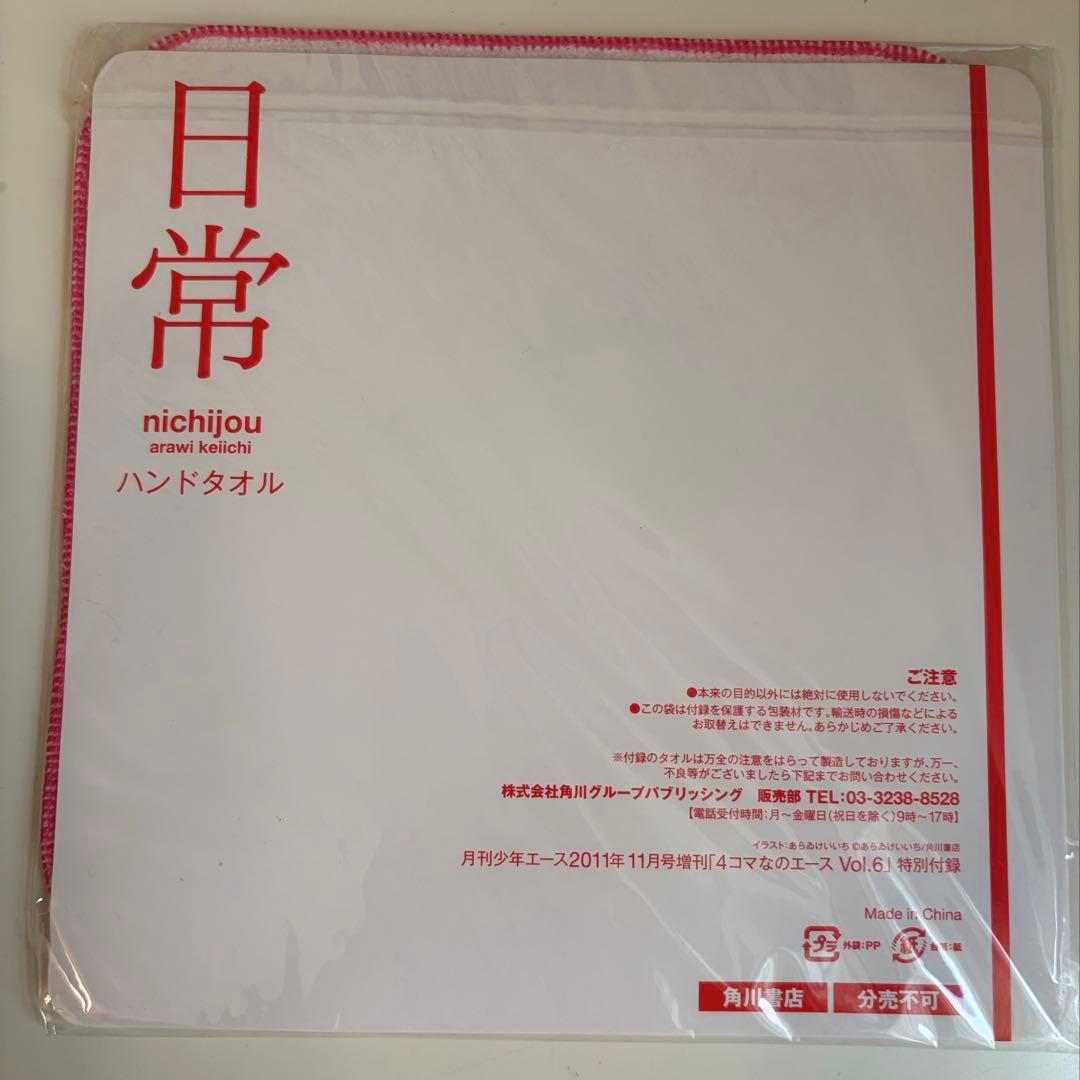 日常
nichijou
arawi keiichi
ハンドタオル
ご注意
●本来の目的以外には絶対に使用しないでください。
●この袋は付録を保護する包装材です。輸送時の損傷などによる
お取替えはできません。あらかじめご了承ください。
※付録のタオルは万全の注意をはらって製造しておりますが、万一、
不良等がございましたら下記までお問い合わせください。
株式会社角川グループパブリッシング 販売部 TEL:03-3238-8528
【電話受付時間:月〜金曜日(祝日を除く)9時〜17時】
イラスト:あらゐけいいち ©あらゐけいいち/角川書店
月刊少年エース2011年11月号増刊「4コマなのエース Vol.6」特別付録
Made in China
プラ 外袋:PP 紙 台紙:紙
角川書店 分売不可